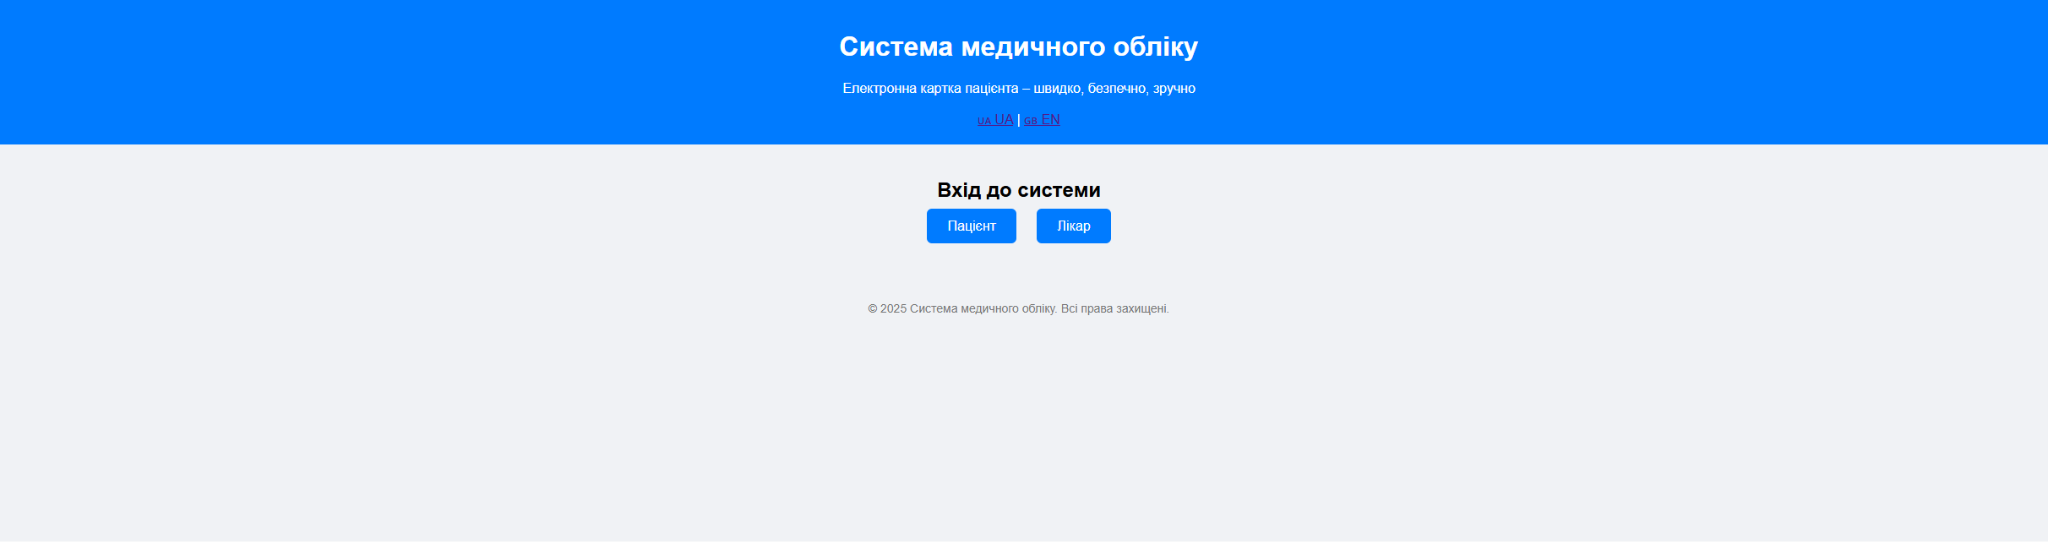 Система медичного обліку
Електронна картка пацієнта – швидко, безпечно, зручно
UA UA | GB EN
Вхід до системи
Пацієнт Лікар
© 2025 Система медичного обліку. Всі права захищені.